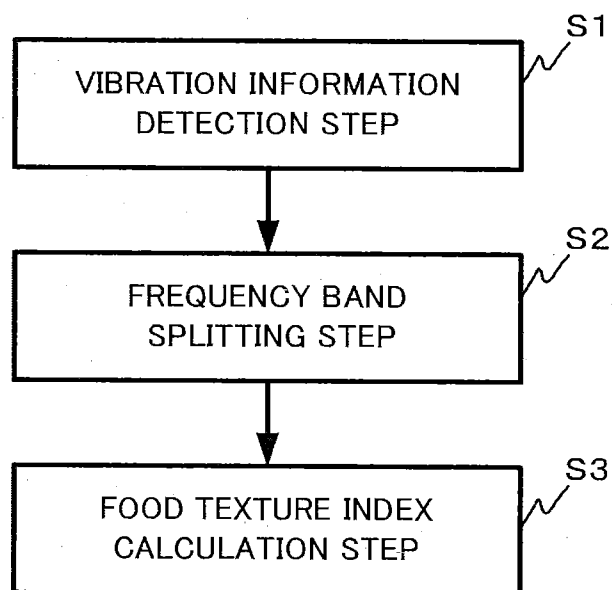 S1
VIBRATION INFORMATION
DETECTION STEP
S2
FREQUENCY BAND
SPLITTING STEP
S3
FOOD TEXTURE INDEX
CALCULATION STEP